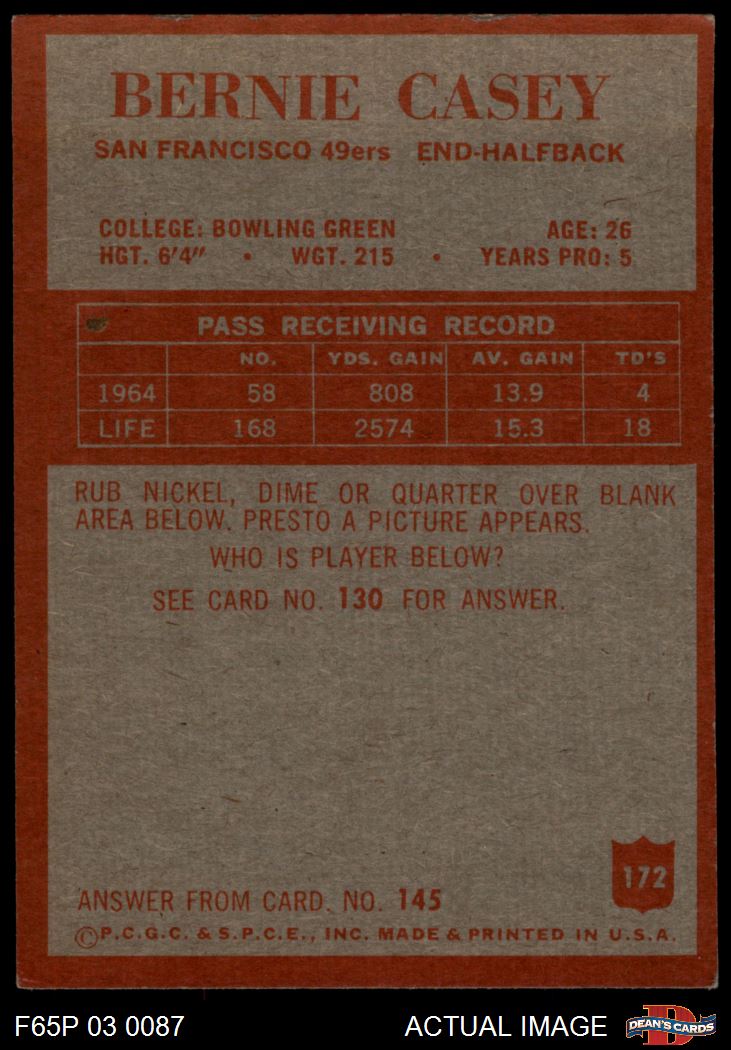 BERNIE CASEY
SAN FRANCISCO 49ers END-HALFBACK
COLLEGE: BOWLING GREEN AGE: 26
HGT. 6'4" • WGT. 215 • YEARS PRO: 5
PASS RECEIVING RECORD
NO. YDS. GAIN AV. GAIN TD'S
1964 58 808 13.9 4
LIFE 168 2574 15.3 18
RUB NICKEL, DIME OR QUARTER OVER BLANK
AREA BELOW. PRESTO A PICTURE APPEARS.
WHO IS PLAYER BELOW?
SEE CARD NO. 130 FOR ANSWER.
172
ANSWER FROM CARD. NO. 145
©P.C.G.C. & S.P.C.E., INC. MADE & PRINTED IN U.S.A.
F65P 03 0087 ACTUAL IMAGE D DEAN'S CARDS